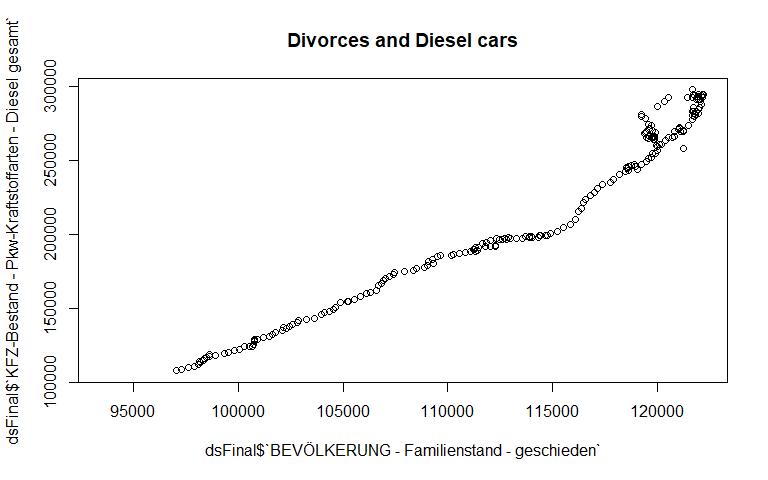 Divorces and Diesel cars
dsFinal$`KFZ-Bestand - Pkw-Kraftstoffarten - Diesel gesamt`
300000
250000
200000
150000
100000
95000 100000 105000 110000 115000 120000
dsFinal$`BEVÖLKERUNG - Familienstand - geschieden`